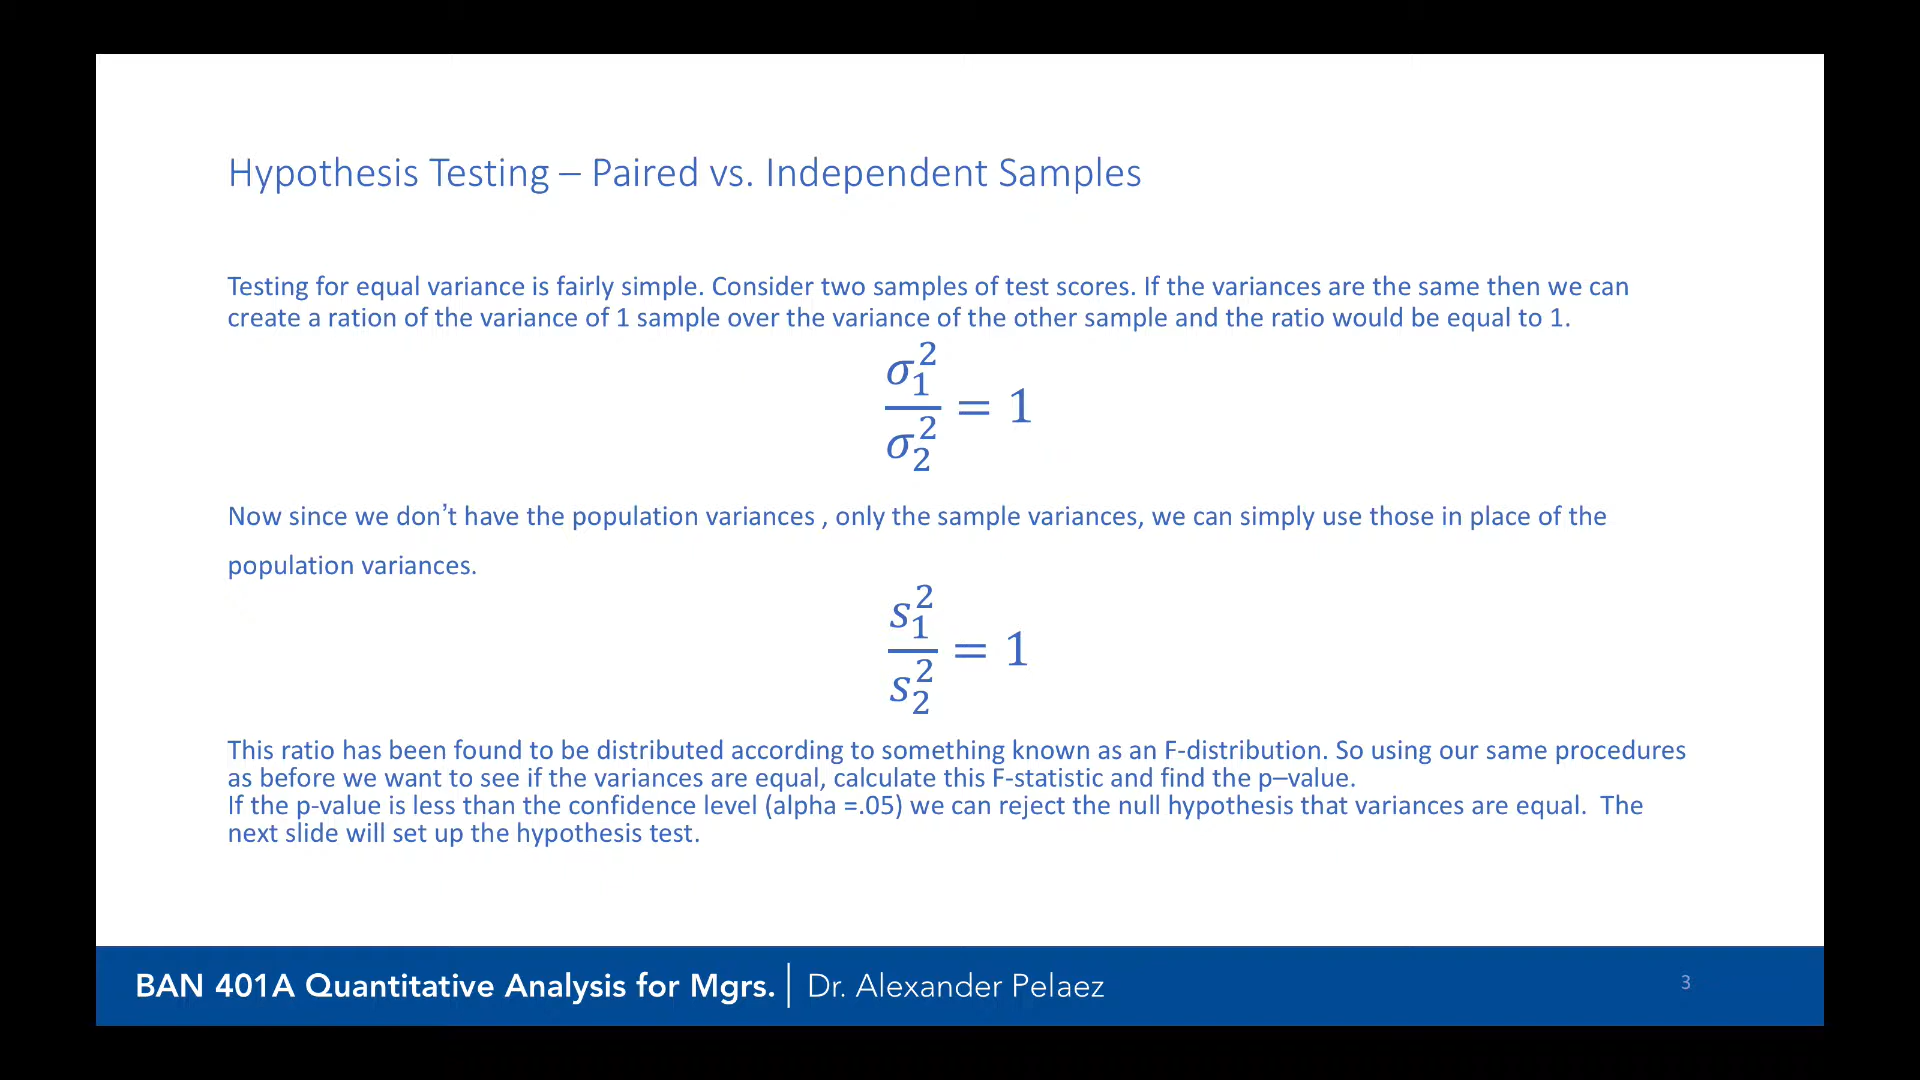 Hypothesis Testing – Paired vs. Independent Samples
Testing for equal variance is fairly simple. Consider two samples of test scores. If the variances are the same then we can
create a ration of the variance of 1 sample over the variance of the other sample and the ratio would be equal to 1.
σ₁²/σ₂² = 1
Now since we don’t have the population variances , only the sample variances, we can simply use those in place of the
population variances.
s₁²/s₂² = 1
This ratio has been found to be distributed according to something known as an F-distribution. So using our same procedures
as before we want to see if the variances are equal, calculate this F-statistic and find the p–value.
If the p-value is less than the confidence level (alpha =.05) we can reject the null hypothesis that variances are equal.  The
next slide will set up the hypothesis test.
BAN 401A Quantitative Analysis for Mgrs. | Dr. Alexander Pelaez
3